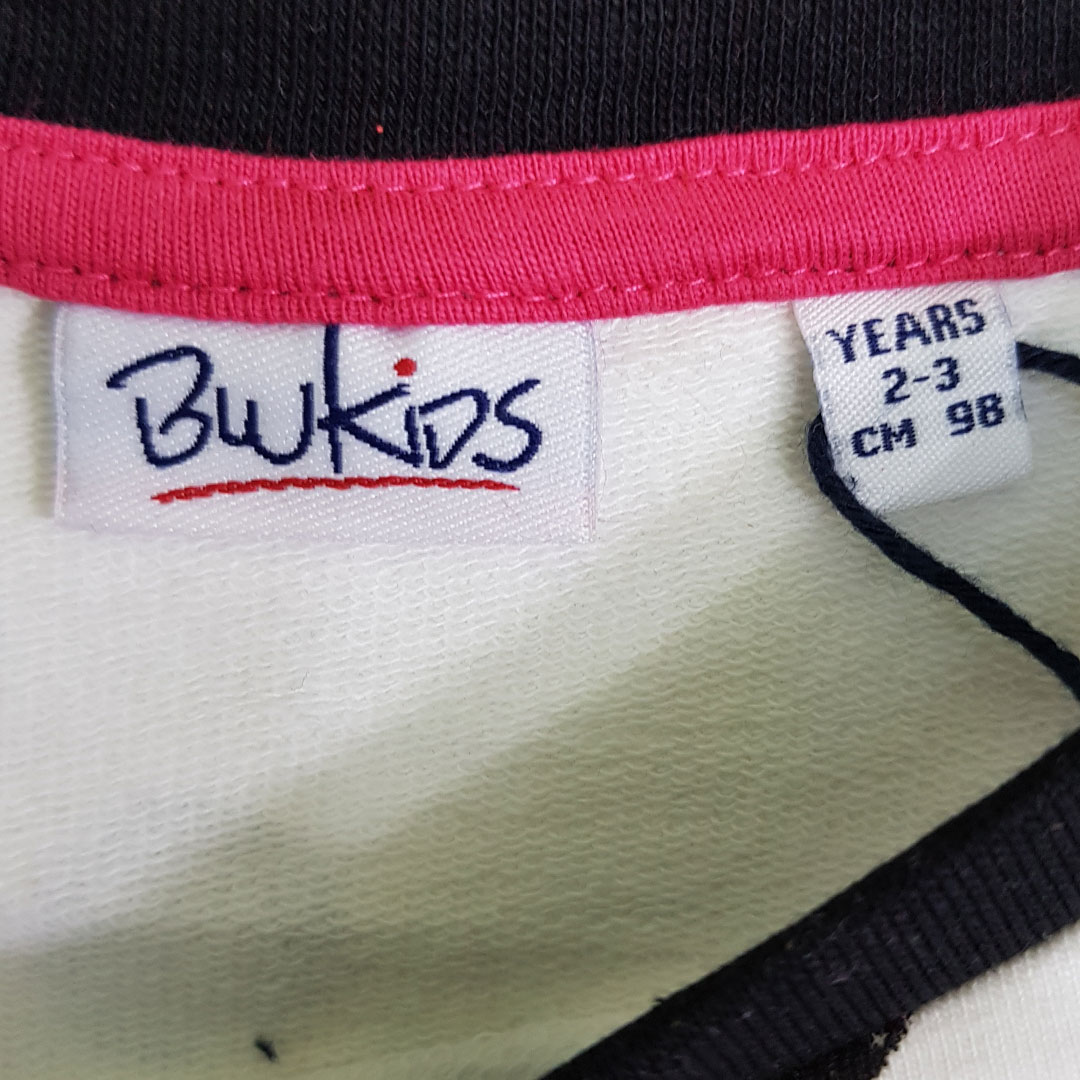 BWKiDS
YEARS
2-3
CM 98